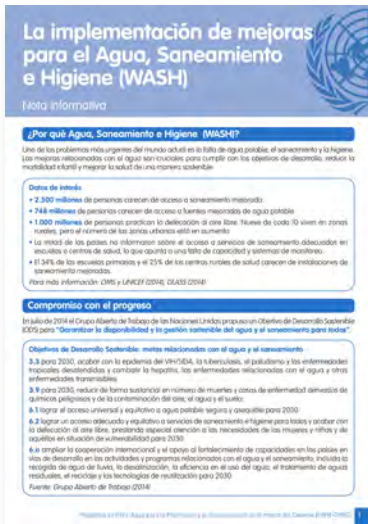 La implementación de mejoras
para el Agua, Saneamiento
e Higiene (WASH)
Nota informativa
¿Por qué Agua, Saneamiento e Higiene (WASH)?
Uno de los problemas más urgentes del mundo actual es la falta de agua potable, el saneamiento y la higiene.
Las mejoras relacionadas con el agua son cruciales para cumplir con los objetivos de desarrollo, reducir la
mortalidad infantil y mejorar la salud de una manera sostenible.
Datos de interés
• 2.500 millones de personas carecen de acceso a saneamiento mejorado
• 748 millones de personas carecen de acceso a fuentes mejoradas de agua potable
• 1.000 millones de personas practican la defecación al aire libre. Nueve de cada 10 viven en zonas
rurales, pero el número de las zonas urbanas está en aumento
• La mitad de los países no informaron sobre el acceso a servicios de saneamiento adecuados en
escuelas o centros de salud, lo que apunta a una falta de capacidad y sistemas de monitoreo.
• El 34% de las escuelas primarias y el 25% de los centros rurales de salud carecen de instalaciones de
saneamiento mejoradas.
Para más información: OMS y UNICEF (2014), GLAAS (2014)
Compromiso con el progreso
En julio de 2014 el Grupo Abierto de Trabajo de las Naciones Unidas propuso un Objetivo de Desarrollo Sostenible
(ODS) para "Garantizar la disponibilidad y la gestión sostenible del agua y el saneamiento para todos".
Objetivos de Desarrollo Sostenible: metas relacionadas con el agua y el saneamiento
3.3 para 2030, acabar con la epidemia del VIH/SIDA, la tuberculosis, el paludismo y las enfermedades
tropicales desatendidas y combatir la hepatitis, las enfermedades relacionadas con el agua y otras
enfermedades transmisibles.
3.9 para 2030, reducir de forma sustancial en número de muertes y casos de enfermedad derivados de
químicos peligrosos y de la contaminación del aire, el agua y el suelo.
6.1 lograr el acceso universal y equitativo a agua potable segura y asequible para 2030
6.2 lograr un acceso adecuado y equitativo a servicios de saneamiento e higiene para todos y acabar con
la defecación al aire libre, prestando especial atención a las necesidades de las mujeres y niñas y de
aquéllos en situación de vulnerabilidad para 2030.
6.a ampliar la cooperación internacional y el apoyo al fortalecimiento de capacidades en los países en
vías de desarrollo en las actividades y programas relacionados con el agua y el saneamiento, incluida la
recogida de agua de lluvia, la desalinización, la eficiencia en el uso del agua, el tratamiento de aguas
residuales, el reciclaje y las tecnologías de reutilización para 2030.
Fuente: Grupo Abierto de Trabajo (2014)
1